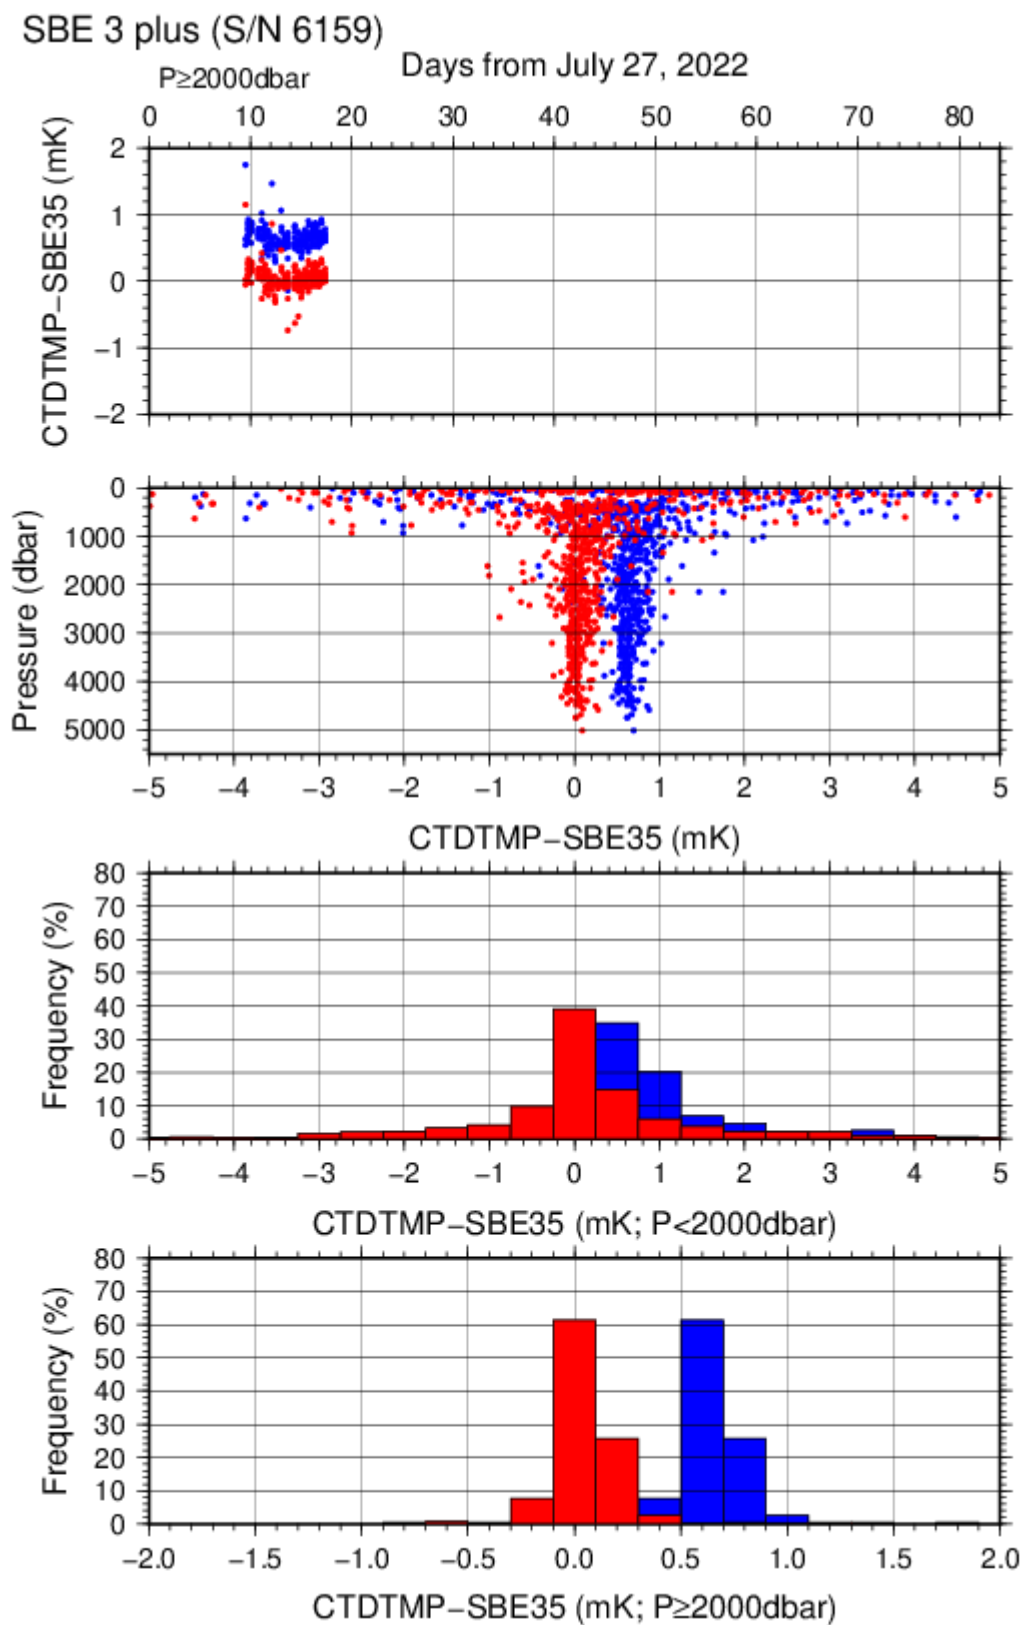 SBE 3 plus (S/N 6159)
P≥2000dbar
Days from July 27, 2022
0 10 20 30 40 50 60 70 80
CTDTMP−SBE35 (mK)
2
1
0
−1
−2
Pressure (dbar)
0
1000
2000
3000
4000
5000
−5 −4 −3 −2 −1 0 1 2 3 4 5
CTDTMP−SBE35 (mK)
Frequency (%)
80
70
60
50
40
30
20
10
0
−5 −4 −3 −2 −1 0 1 2 3 4 5
CTDTMP−SBE35 (mK; P<2000dbar)
Frequency (%)
80
70
60
50
40
30
20
10
0
−2.0 −1.5 −1.0 −0.5 0.0 0.5 1.0 1.5 2.0
CTDTMP−SBE35 (mK; P≥2000dbar)